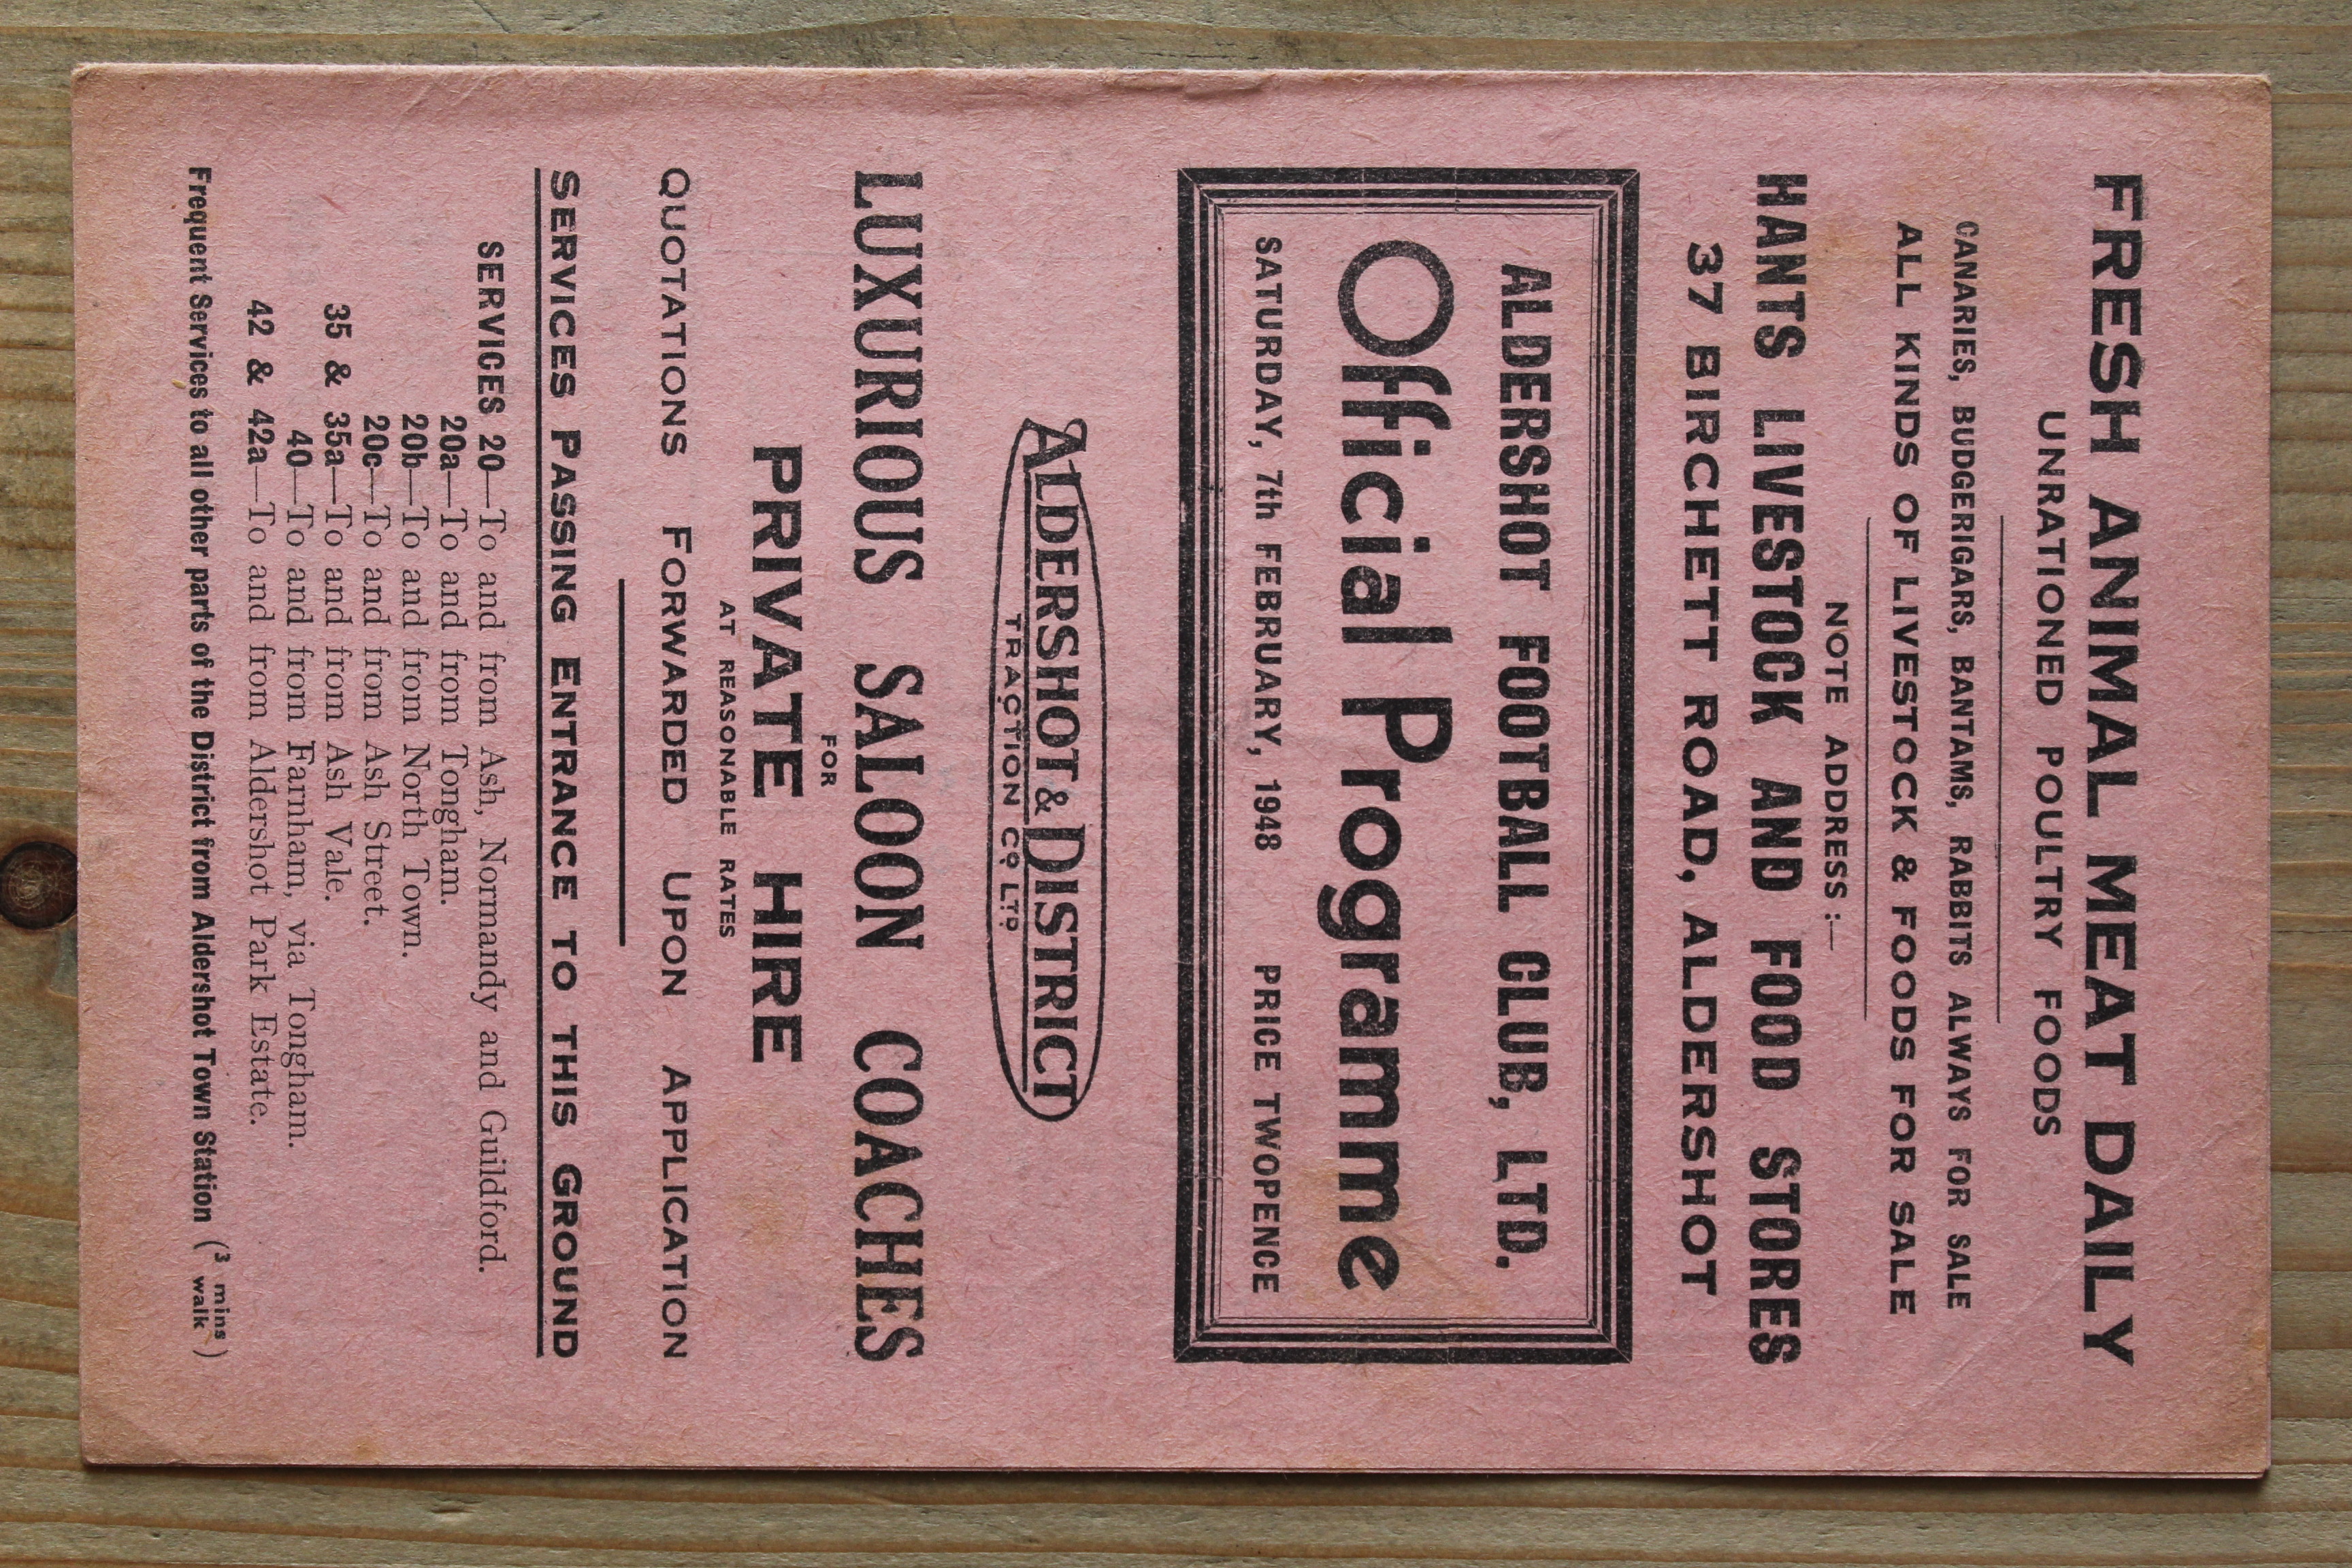 FRESH ANIMAL MEAT DAILY
UNRATIONED POULTRY FOODS
CANARIES, BUDGERIGARS, BANTAMS, RABBITS ALWAYS FOR SALE
ALL KINDS OF LIVESTOCK & FOODS FOR SALE
NOTE ADDRESS :—
HANTS LIVESTOCK AND FOOD STORES
37 BIRCHETT ROAD, ALDERSHOT
ALDERSHOT FOOTBALL CLUB, LTD.
Official Programme
SATURDAY, 7th FEBRUARY, 1948 PRICE TWOPENCE
ALDERSHOT & DISTRICT
TRACTION CO LTD
LUXURIOUS SALOON COACHES
FOR
PRIVATE HIRE
AT REASONABLE RATES
QUOTATIONS FORWARDED UPON APPLICATION
SERVICES PASSING ENTRANCE TO THIS GROUND
SERVICES 20—To and from Ash, Normandy and Guildford.
20a—To and from Tongham.
20b—To and from North Town.
20c—To and from Ash Street.
35 & 35a—To and from Ash Vale.
40—To and from Farnham, via Tongham.
42 & 42a—To and from Aldershot Park Estate.
Frequent Services to all other parts of the District from Aldershot Town Station (3 mins walk)